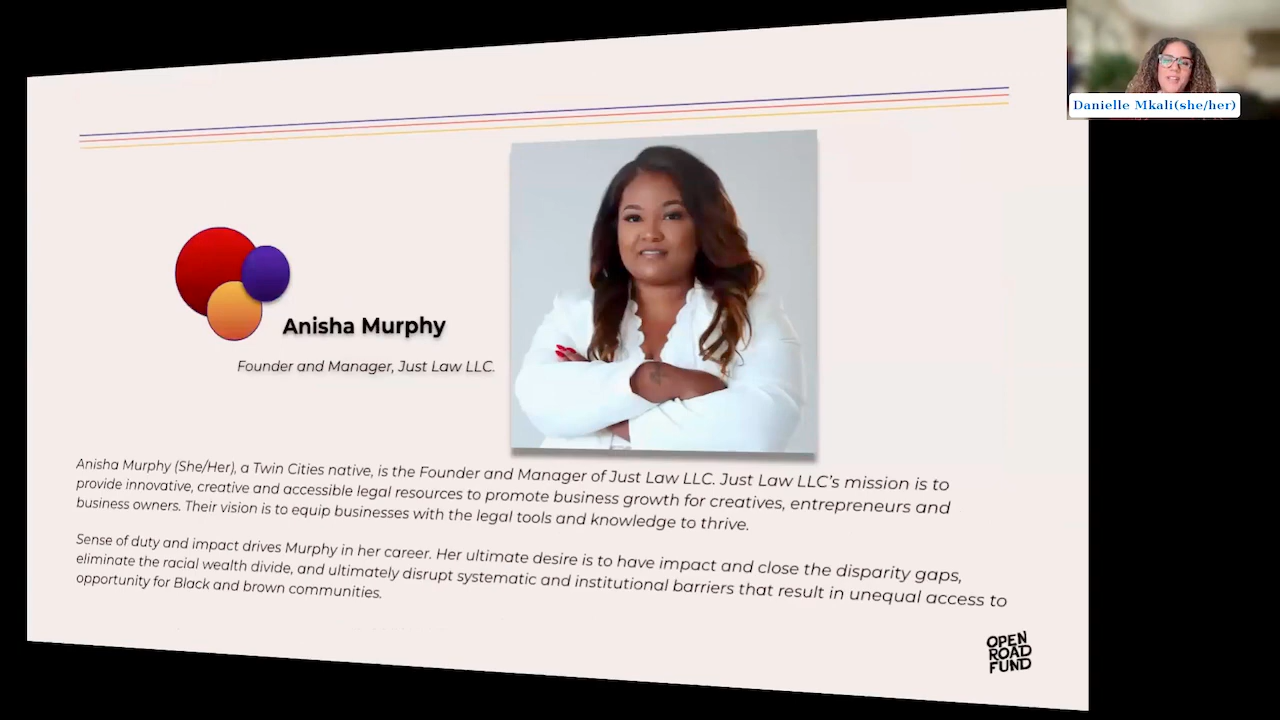 Danielle Mkali(she/her)
Anisha Murphy
Founder and Manager, Just Law LLC.
Anisha Murphy (She/Her), a Twin Cities native, is the Founder and Manager of Just Law LLC. Just Law LLC’s mission is to
provide innovative, creative and accessible legal resources to promote business growth for creatives, entrepreneurs and
business owners. Their vision is to equip businesses with the legal tools and knowledge to thrive.
Sense of duty and impact drives Murphy in her career. Her ultimate desire is to have impact and close the disparity gaps,
eliminate the racial wealth divide, and ultimately disrupt systematic and institutional barriers that result in unequal access to
opportunity for Black and brown communities.
OPEN
ROAD
FUND